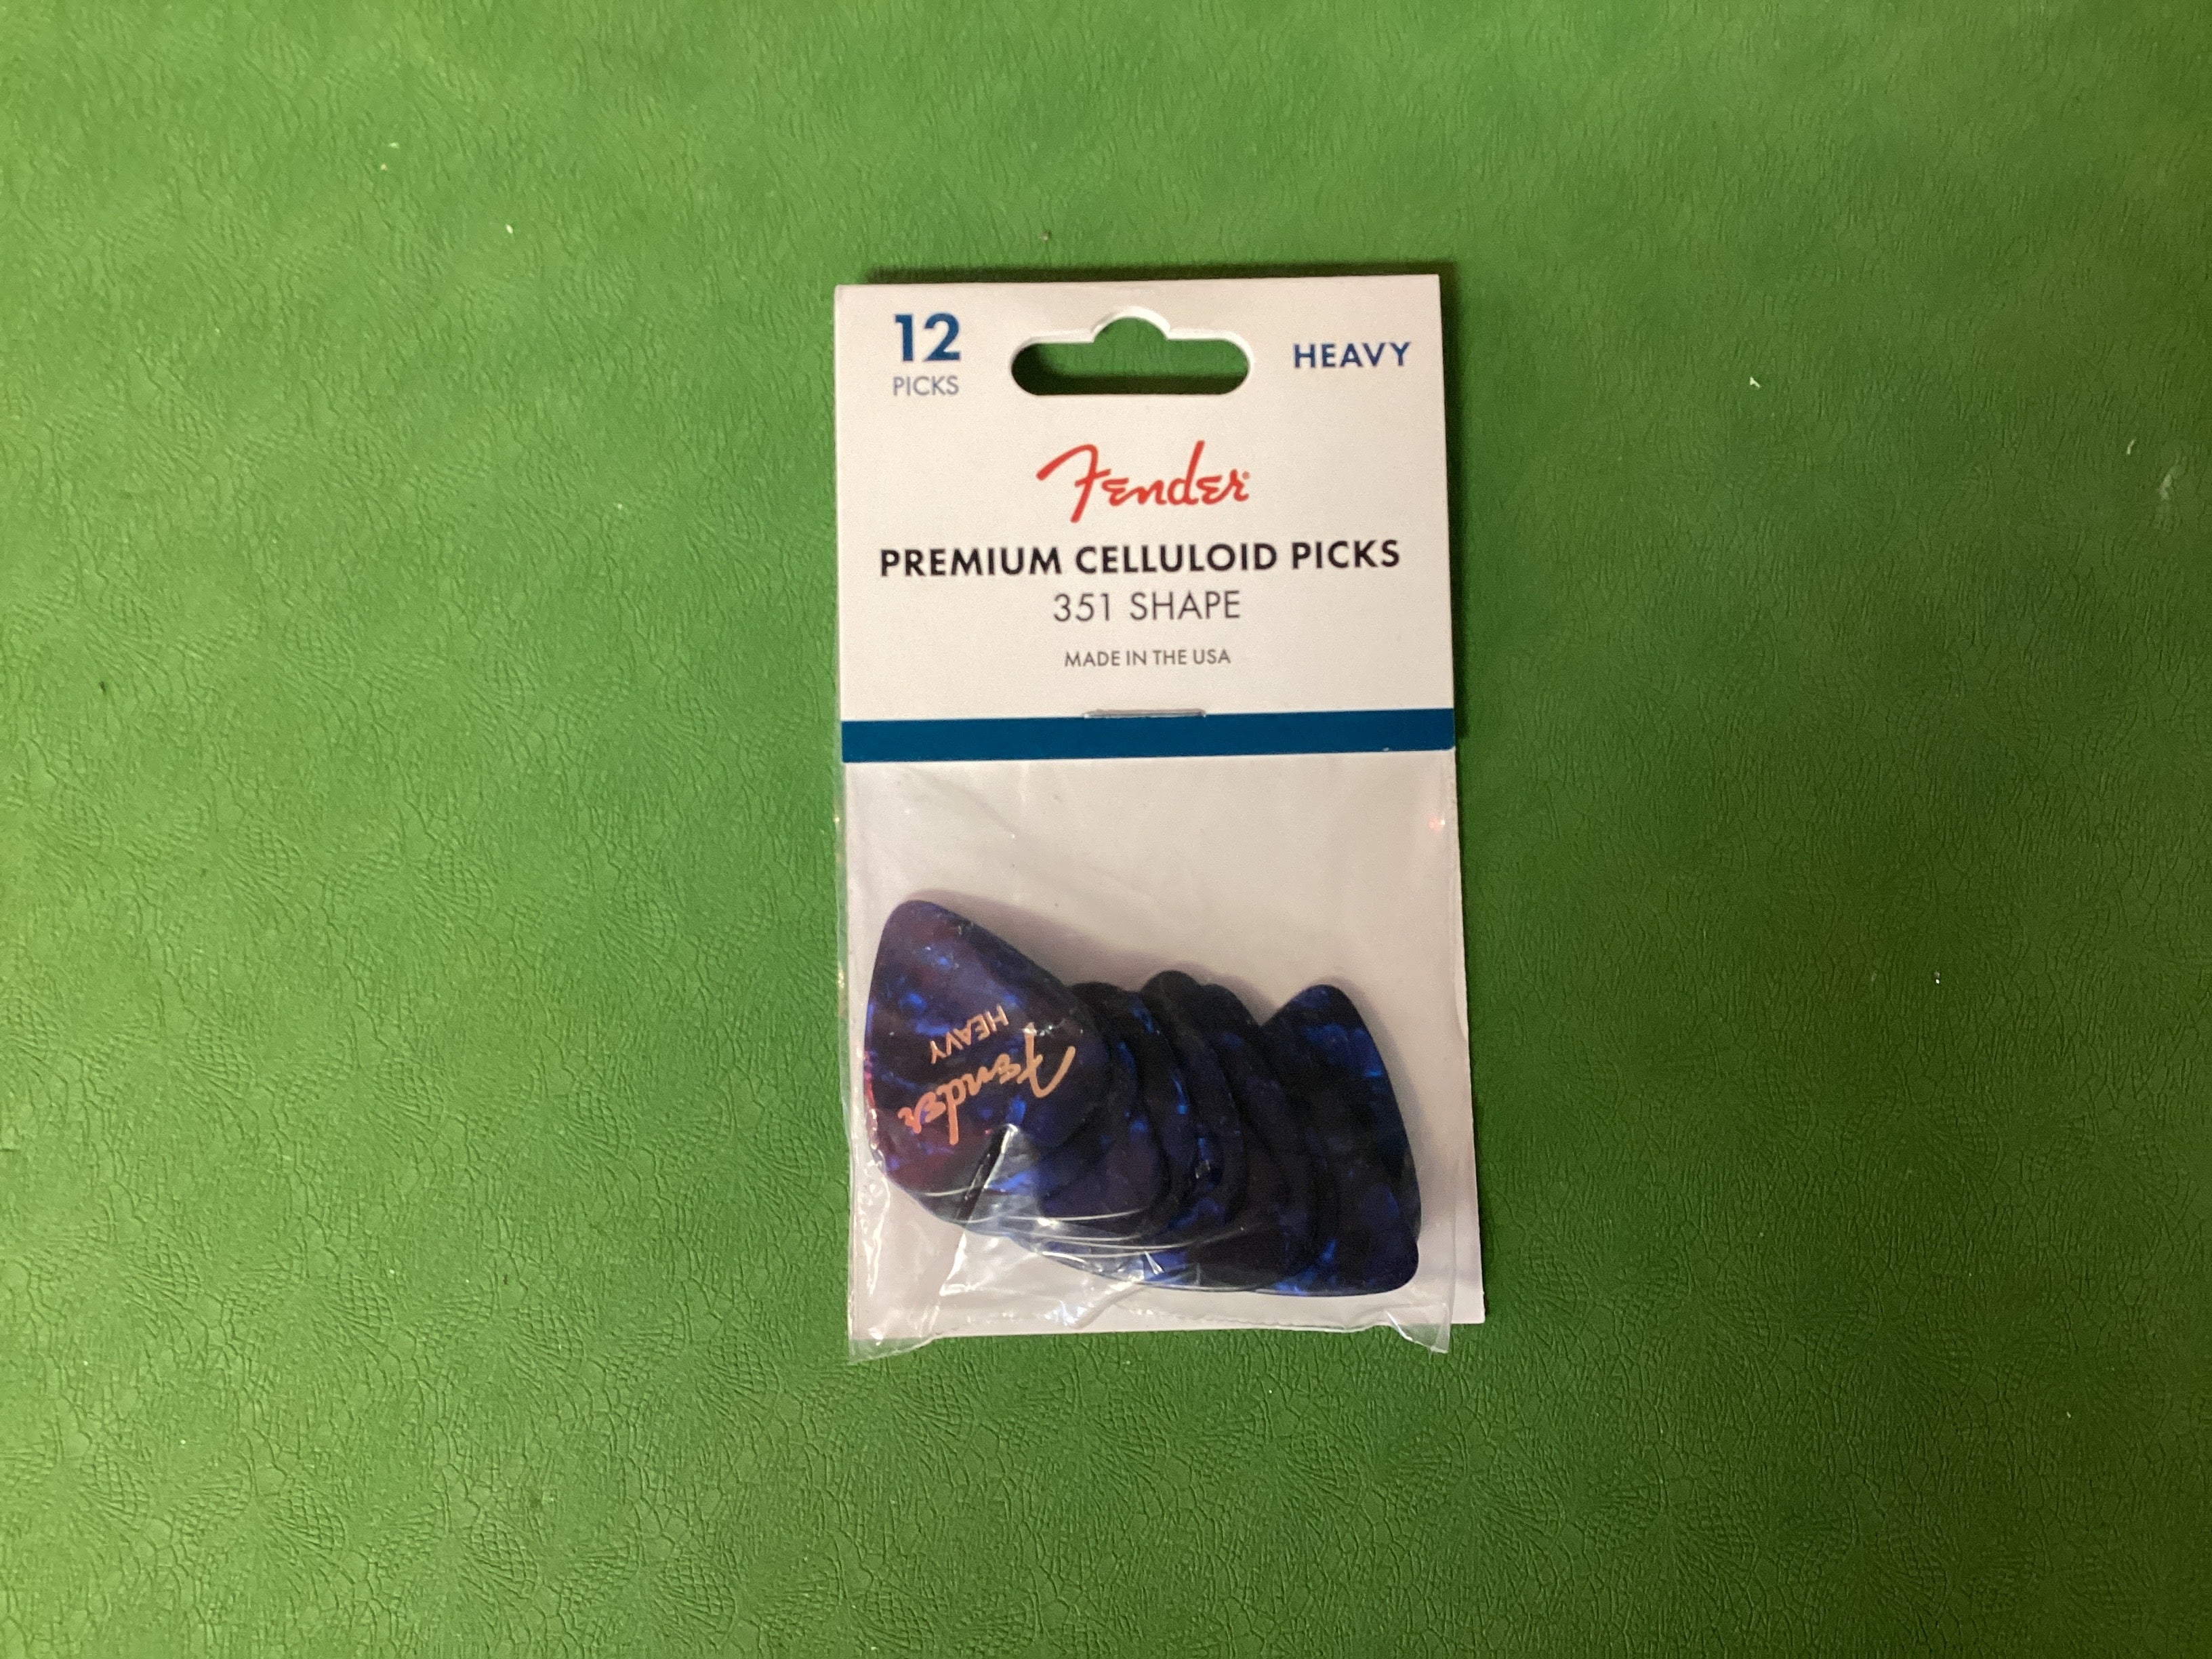 12
PICKS
HEAVY
Fender
PREMIUM CELLULOID PICKS
351 SHAPE
MADE IN THE USA
Fender
HEAVY